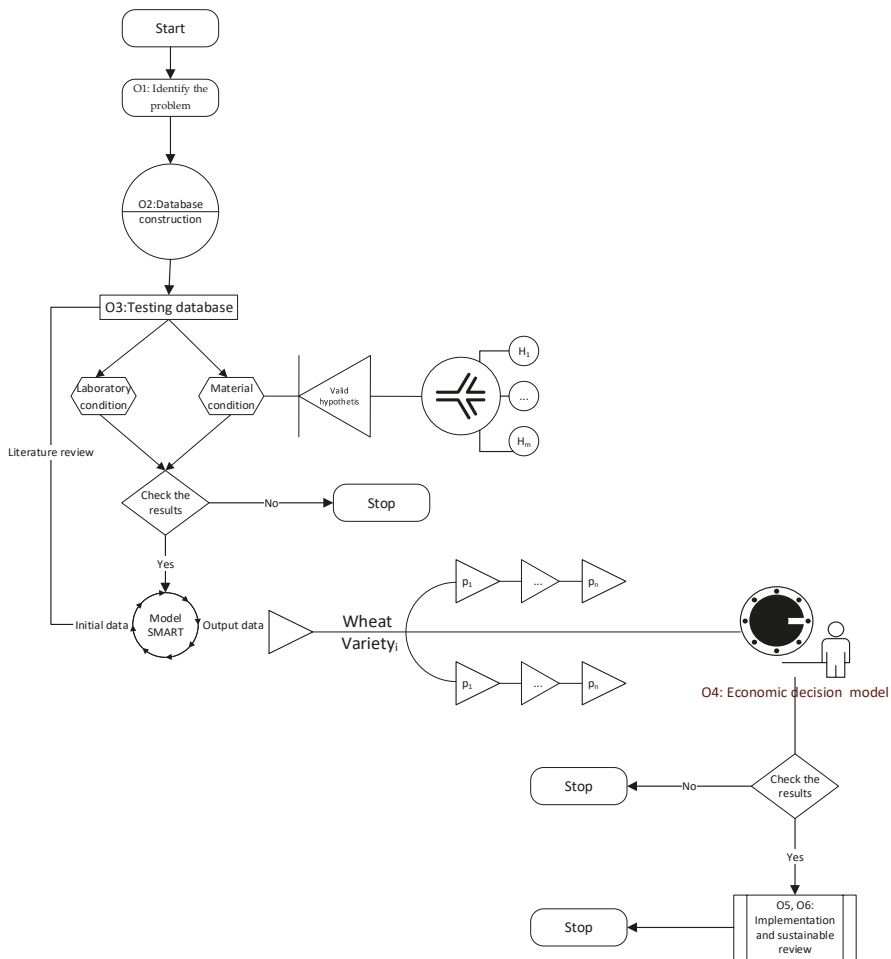 Start
O1: Identify the
problem
O2:Database
construction
O3:Testing database
Laboratory
condition
Material
condition
Valid
hypothetis
H1
...
Hm
Literature review
Check the
results
No
Stop
Yes
Initial data
Model
SMART
Output data
Wheat
Varietyi
p1
...
pn
p1
...
pn
O4: Economic decision model
Check the
results
No
Stop
Yes
O5, O6:
Implementation
and sustainable
review
Stop